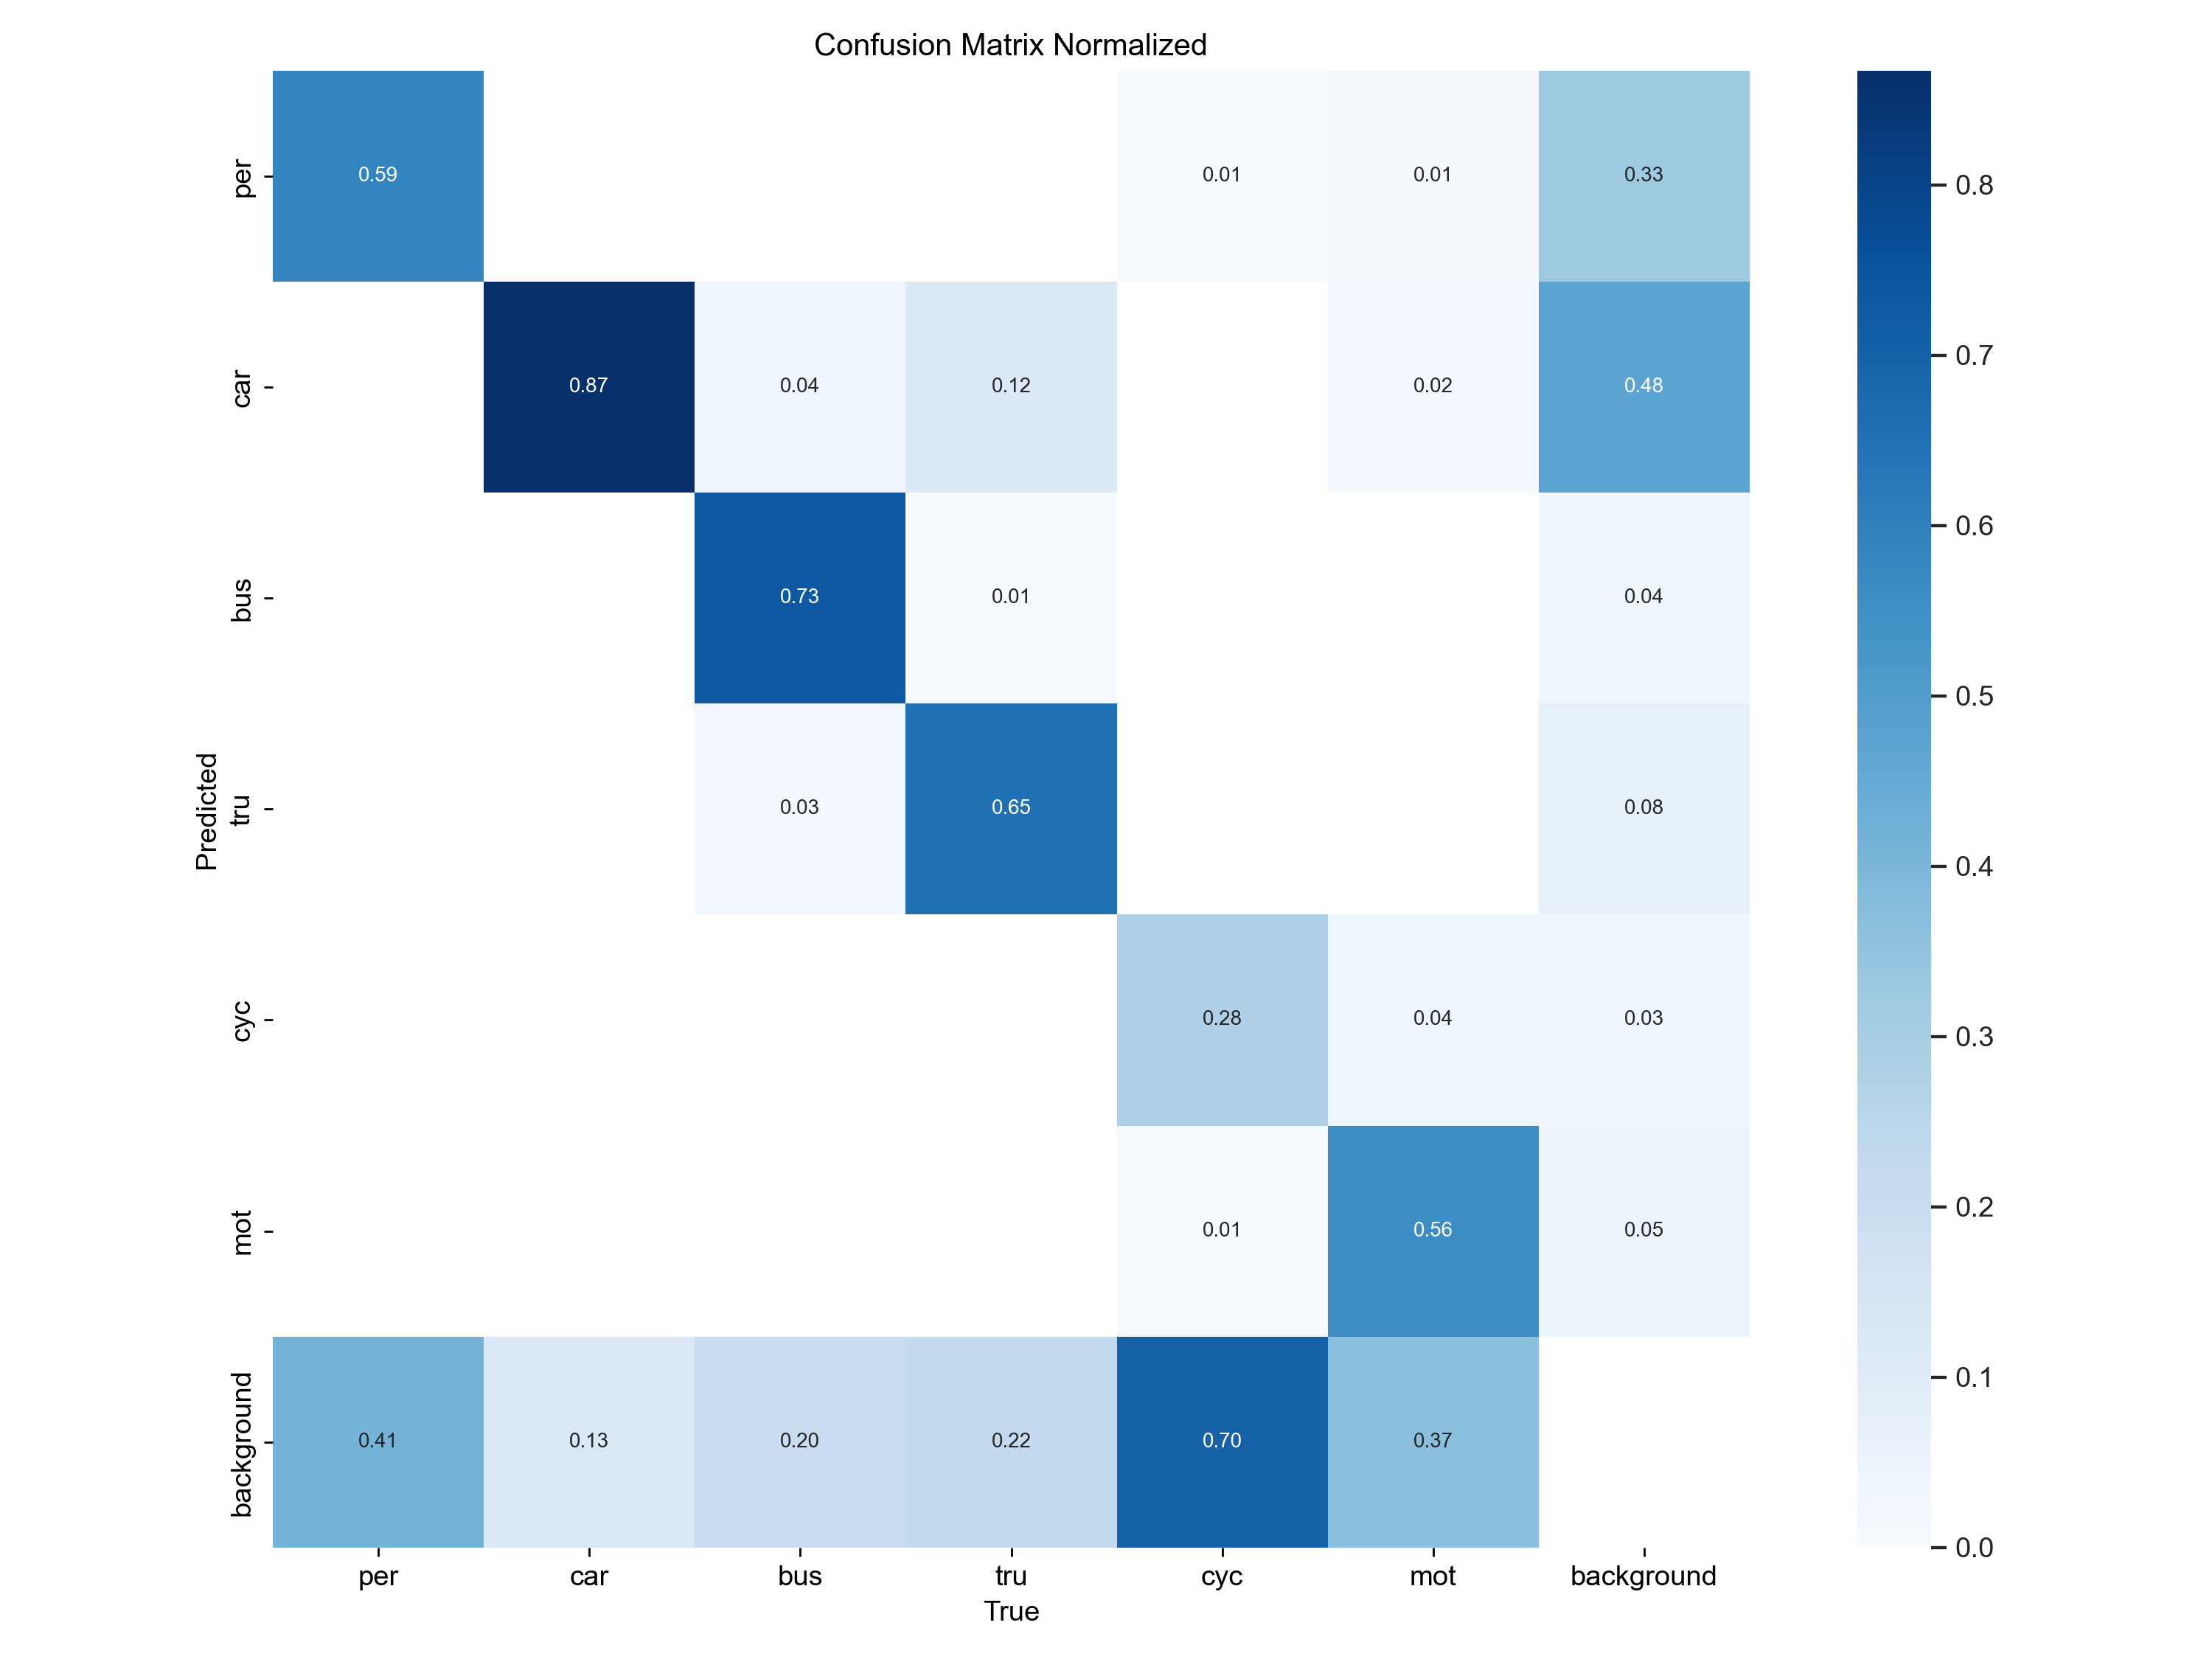 Confusion Matrix Normalized
per 0.59 0.01 0.01 0.33
car 0.87 0.04 0.12 0.02 0.48
bus 0.73 0.01 0.04
tru 0.03 0.65 0.08
cyc 0.28 0.04 0.03
mot 0.01 0.56 0.05
background 0.41 0.13 0.20 0.22 0.70 0.37
Predicted
per car bus tru cyc mot background
True
0.8
0.7
0.6
0.5
0.4
0.3
0.2
0.1
0.0